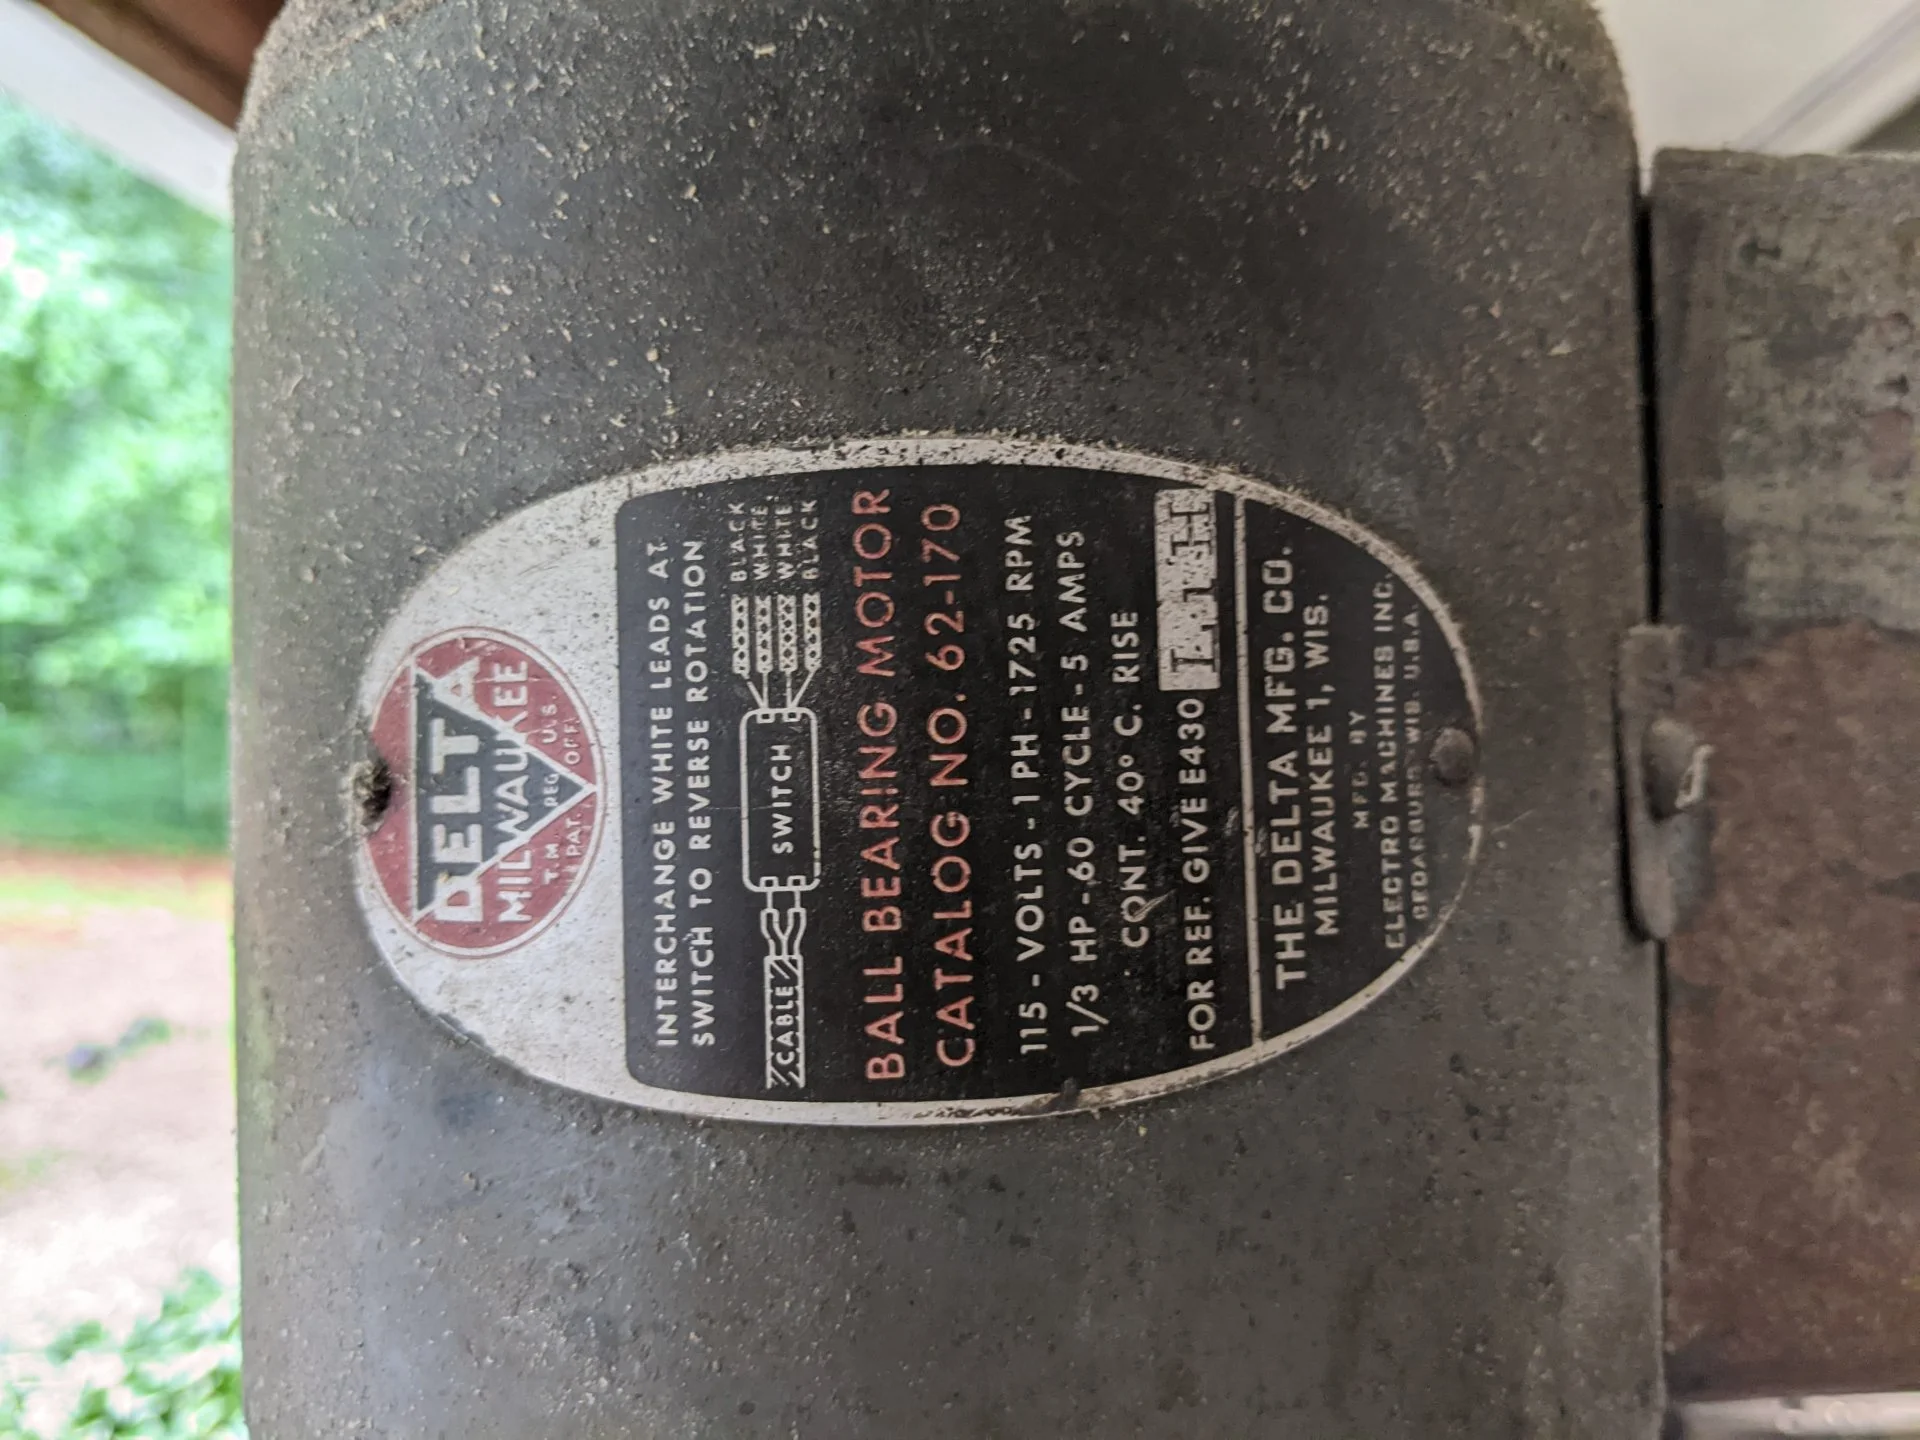 DELTA
MILWAUKEE
T.M. REG. U.S.
PAT. OFF.
INTERCHANGE WHITE LEADS AT
SWITCH TO REVERSE ROTATION
CABLE
SWITCH
BLACK
WHITE
WHITE
BLACK
BALL BEARING MOTOR
CATALOG NO. 62-170
115 - VOLTS - 1 PH - 1725 RPM
1/3 HP - 60 CYCLE - 5 AMPS
CONT. 40° C. RISE
FOR REF. GIVE E430
THE DELTA MFG. CO.
MILWAUKEE 1, WIS.
MFG. BY
ELECTRO MACHINES INC.
CEDARBURG WIS. U.S.A.